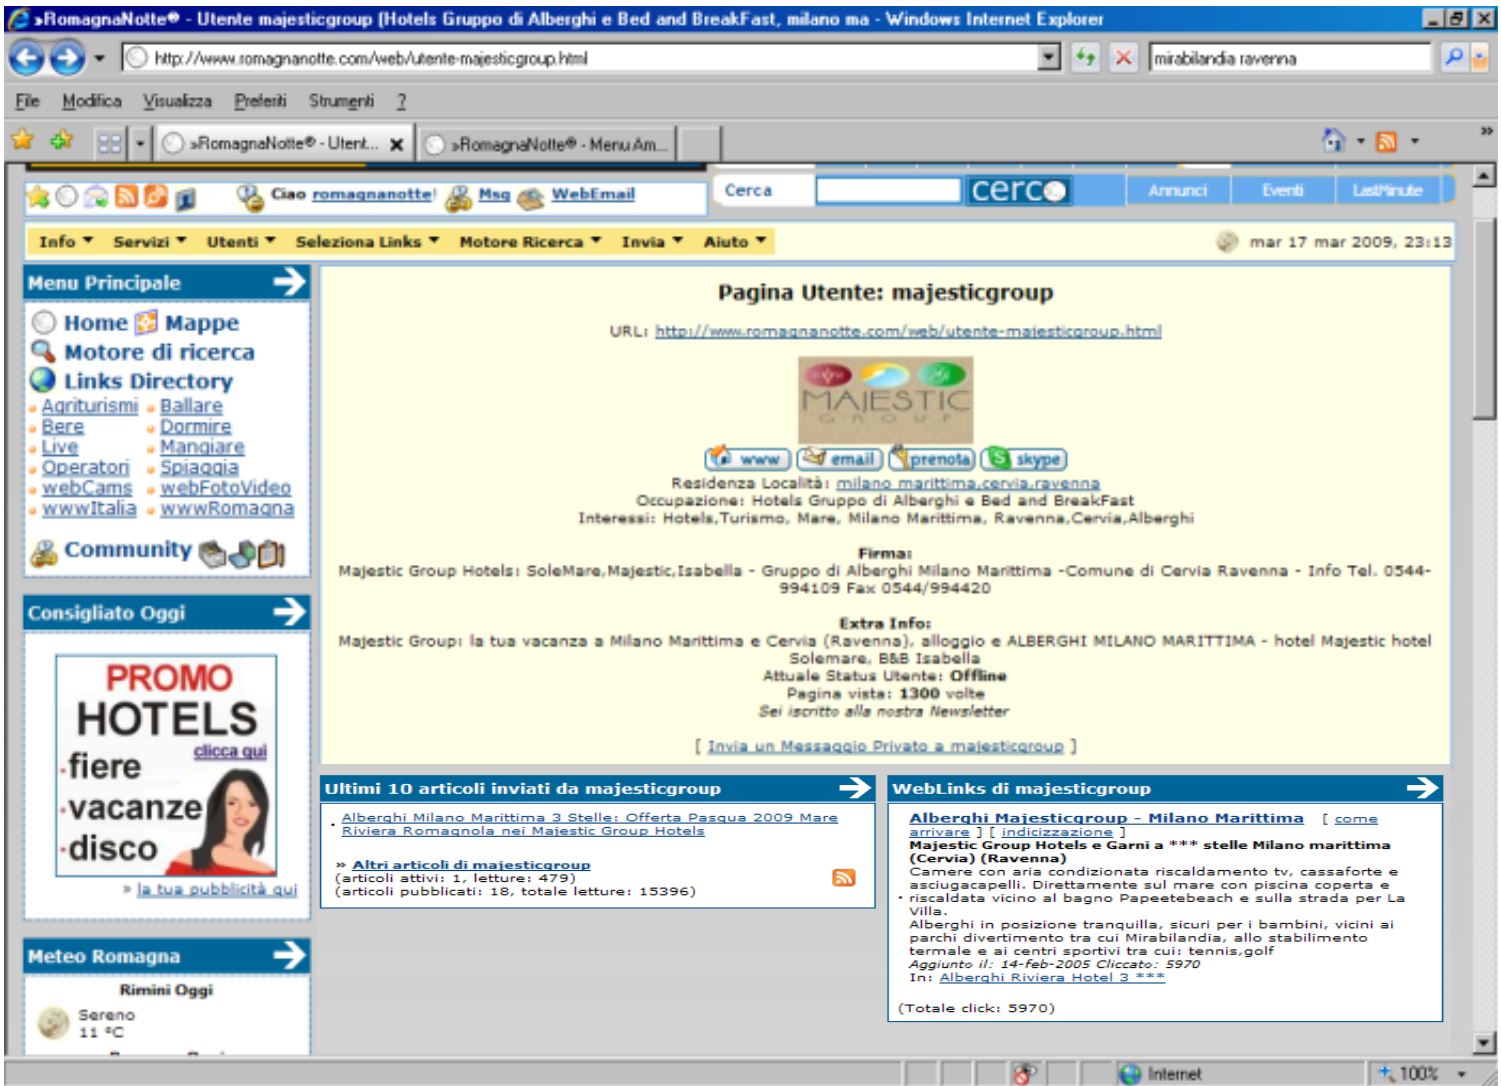 »RomagnaNotte® - Utente majesticgroup (Hotels Gruppo di Alberghi e Bed and BreakFast, milano ma - Windows Internet Explorer
http://www.romagnanotte.com/web/utente-majesticgroup.html
mirabilandia ravenna
File Modifica Visualizza Preferiti Strumenti ?
»RomagnaNotte® - Utent... »RomagnaNotte® - Menu Am...
Ciao romagnanotte! Msg WebEmail
Cerca cerco Annunci Eventi LastMinute
Info Servizi Utenti Seleziona Links Motore Ricerca Invia Aiuto mar 17 mar 2009, 23:13
Menu Principale
Home Mappe
Motore di ricerca
Links Directory
Agriturismi Ballare
Bere Dormire
Live Mangiare
Operatori Spiaggia
webCams webFotoVideo
wwwItalia wwwRomagna
Community
Consigliato Oggi
PROMO
HOTELS
clicca qui
·fiere
·vacanze
·disco
» la tua pubblicità qui
Meteo Romagna
Rimini Oggi
Sereno
11 °C
Pagina Utente: majesticgroup
URL: http://www.romagnanotte.com/web/utente-majesticgroup.html
MAJESTIC
GROUP
www email prenota skype
Residenza Località: milano marittima,cervia,ravenna
Occupazione: Hotels Gruppo di Alberghi e Bed and BreakFast
Interessi: Hotels,Turismo, Mare, Milano Marittima, Ravenna,Cervia,Alberghi
Firma:
Majestic Group Hotels: SoleMare,Majestic,Isabella - Gruppo di Alberghi Milano Marittima -Comune di Cervia Ravenna - Info Tel. 0544-
994109 Fax 0544/994420
Extra Info:
Majestic Group: la tua vacanza a Milano Marittima e Cervia (Ravenna), alloggio e ALBERGHI MILANO MARITTIMA - hotel Majestic hotel
Solemare, B&B Isabella
Attuale Status Utente: Offline
Pagina vista: 1300 volte
Sei iscritto alla nostra Newsletter
[ Invia un Messaggio Privato a majesticgroup ]
Ultimi 10 articoli inviati da majesticgroup
· Alberghi Milano Marittima 3 Stelle: Offerta Pasqua 2009 Mare
Riviera Romagnola nei Majestic Group Hotels
» Altri articoli di majesticgroup
(articoli attivi: 1, letture: 479)
(articoli pubblicati: 18, totale letture: 15396)
WebLinks di majesticgroup
Alberghi Majesticgroup - Milano Marittima [ come
arrivare ] [ indicizzazione ]
Majestic Group Hotels e Garni a *** stelle Milano marittima
(Cervia) (Ravenna)
Camere con aria condizionata riscaldamento tv, cassaforte e
asciugacapelli. Direttamente sul mare con piscina coperta e
· riscaldata vicino al bagno Papeetebeach e sulla strada per La
Villa.
Alberghi in posizione tranquilla, sicuri per i bambini, vicini ai
parchi divertimento tra cui Mirabilandia, allo stabilimento
termale e ai centri sportivi tra cui: tennis,golf
Aggiunto il: 14-feb-2005 Cliccato: 5970
In: Alberghi Riviera Hotel 3 ***
(Totale click: 5970)
Internet 100%